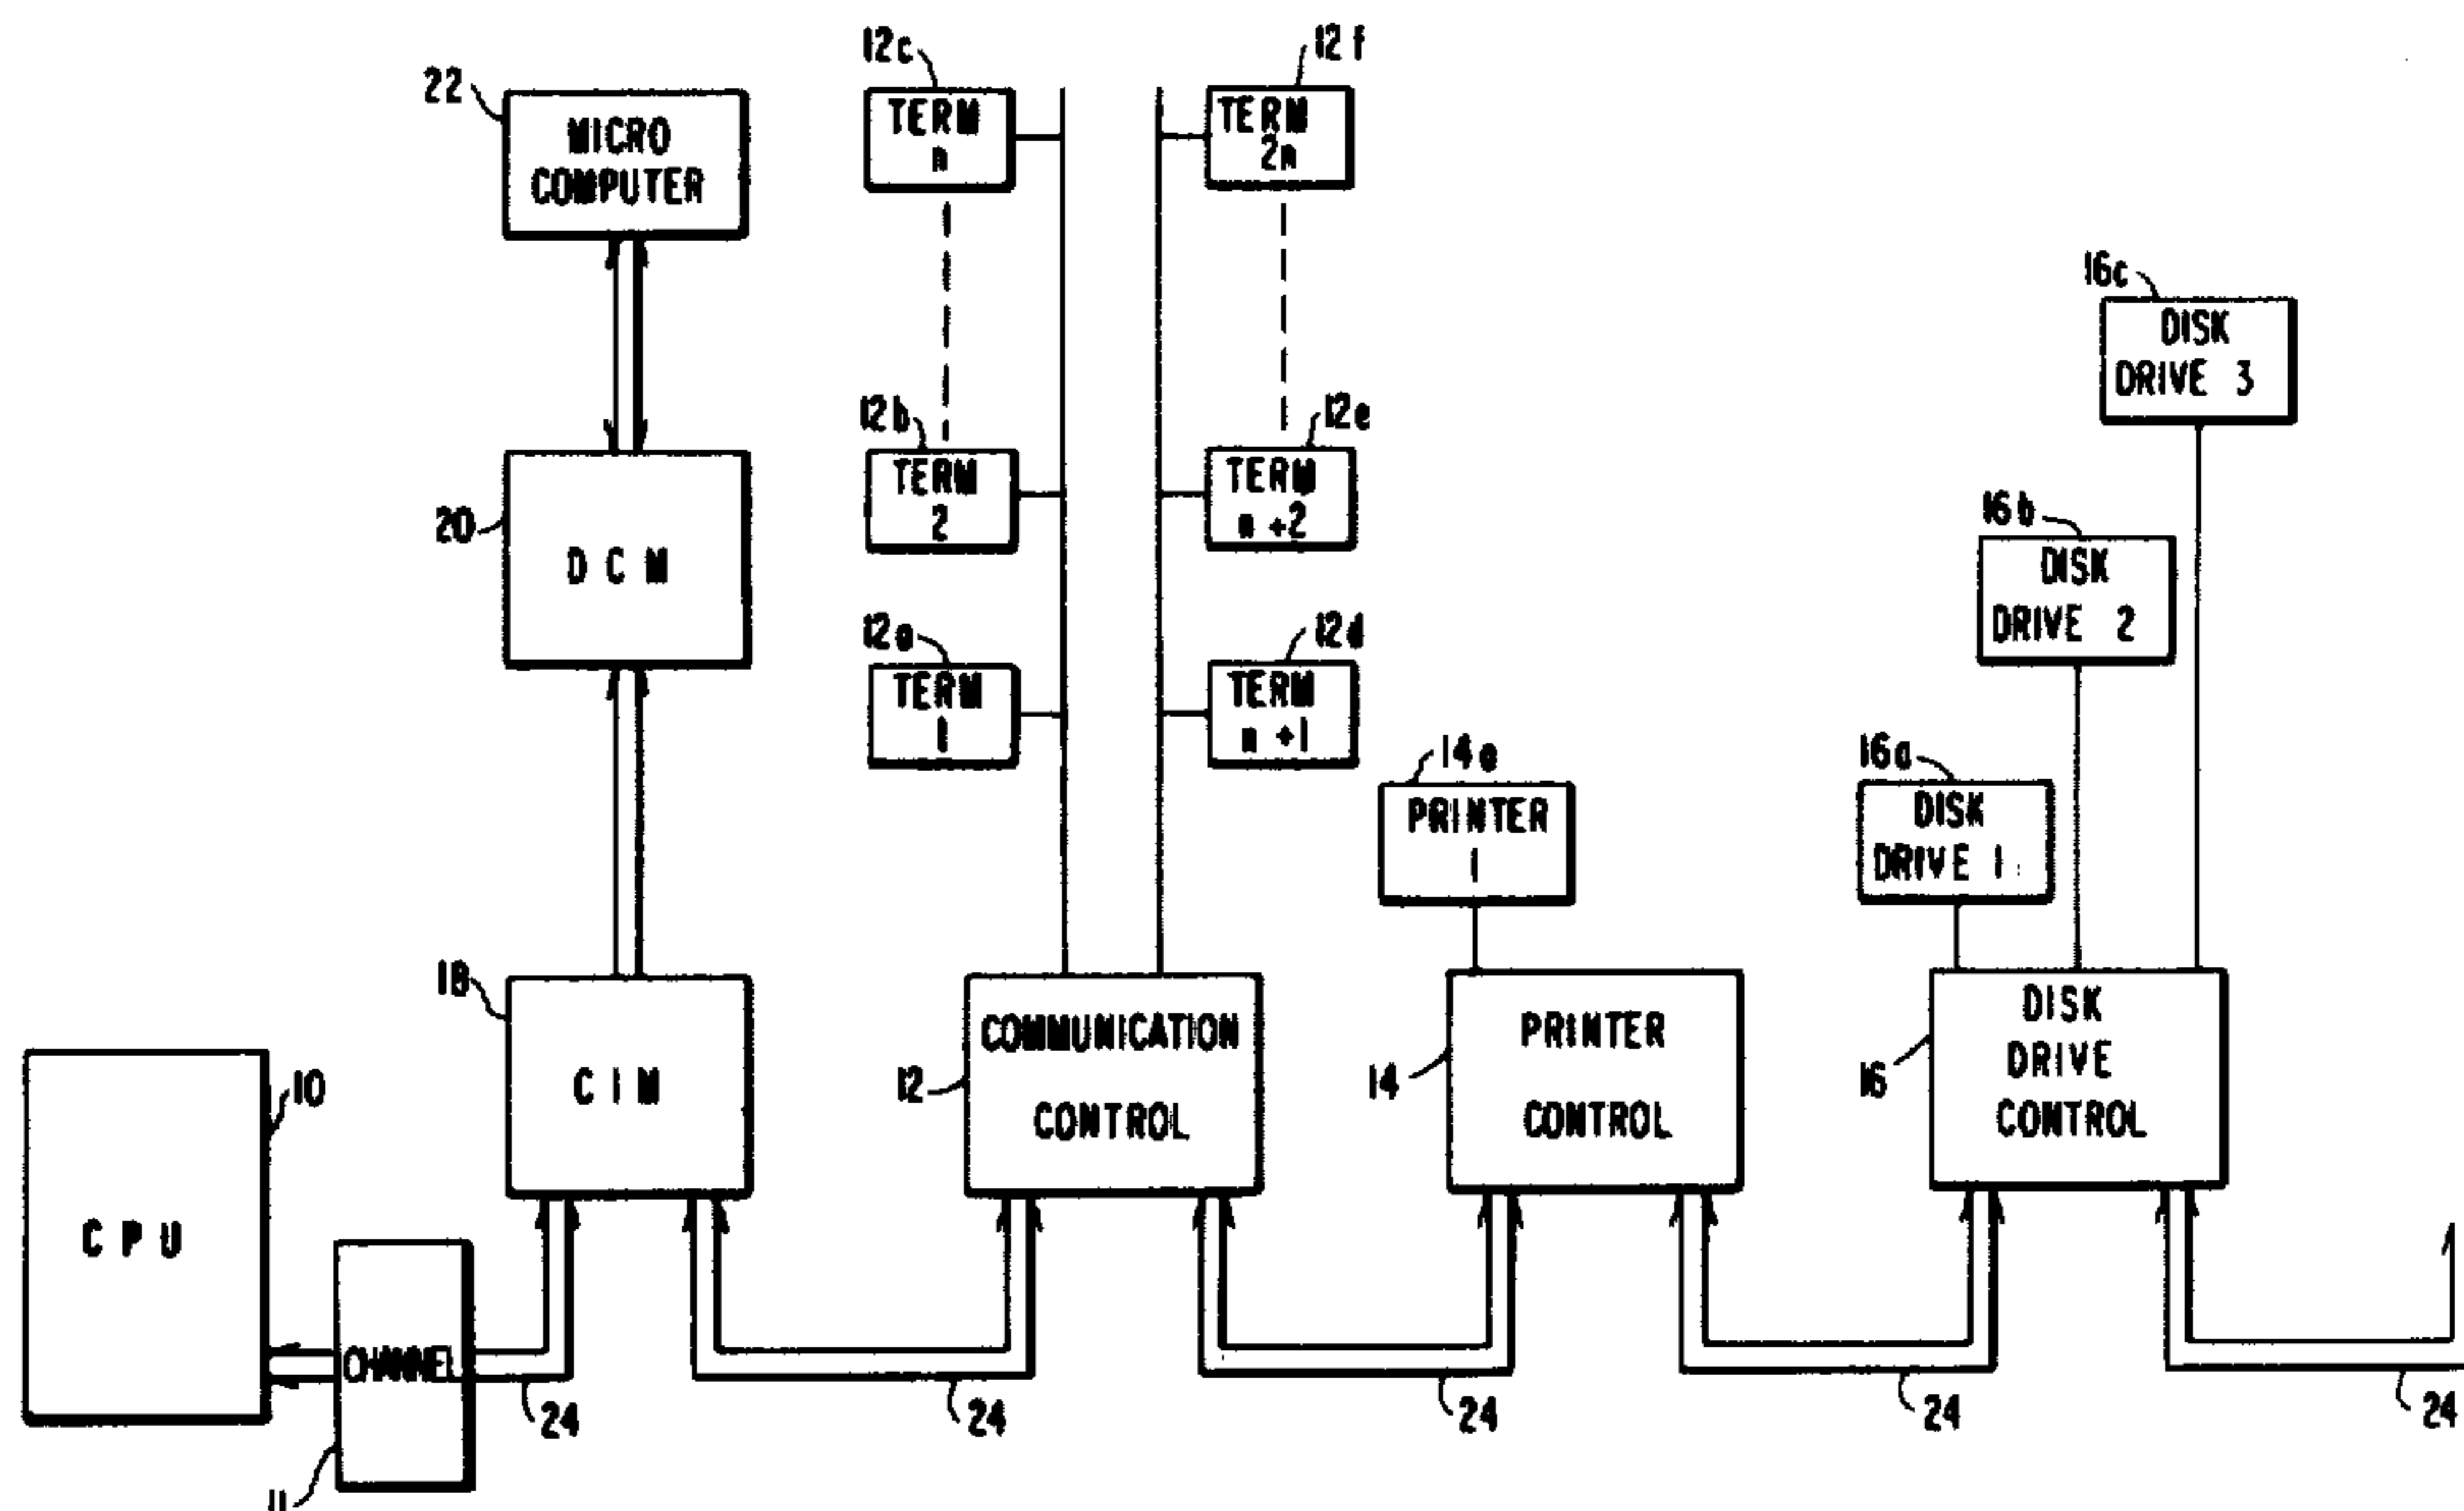 12c
12f
22
TERM
n
TERM
2n
MICRO
COMPUTER
16c
DISK
DRIVE 3
12b
12e
TERM
2
TERM
n+2
20
DCM
16b
DISK
DRIVE 2
12a
12d
TERM
1
TERM
n+1
14a
PRINTER
1
16a
DISK
DRIVE 1
18
CIM
COMMUNICATION
CONTROL
12
PRINTER
CONTROL
14
DISK
DRIVE
CONTROL
16
10
CPU
CHANNEL
24
24
24
24
24
11